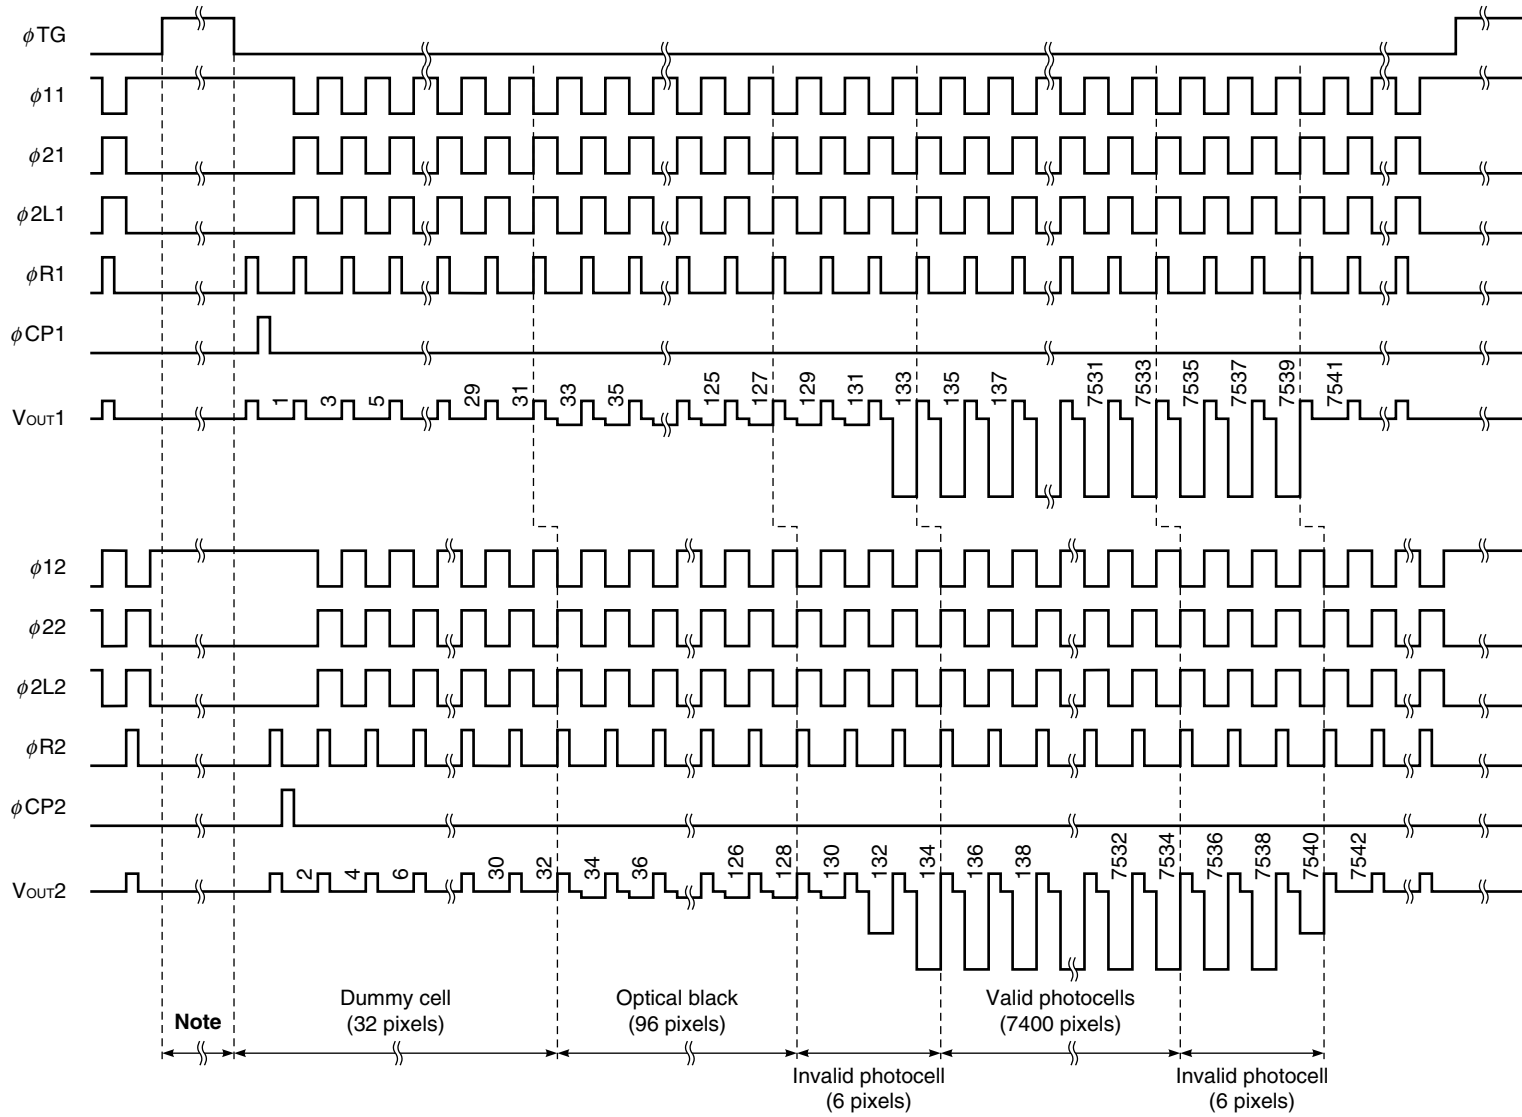 ϕTG
ϕ11
ϕ21
ϕ2L1
ϕR1
ϕCP1
VOUT1
1 3 5 29 31 33 35 125 127 129 131 133 135 137 7531 7533 7535 7537 7539 7541
ϕ12
ϕ22
ϕ2L2
ϕR2
ϕCP2
VOUT2
2 4 6 30 32 34 36 126 128 130 132 134 136 138 7532 7534 7536 7538 7540 7542
Note
Dummy cell
(32 pixels)
Optical black
(96 pixels)
Invalid photocell
(6 pixels)
Valid photocells
(7400 pixels)
Invalid photocell
(6 pixels)